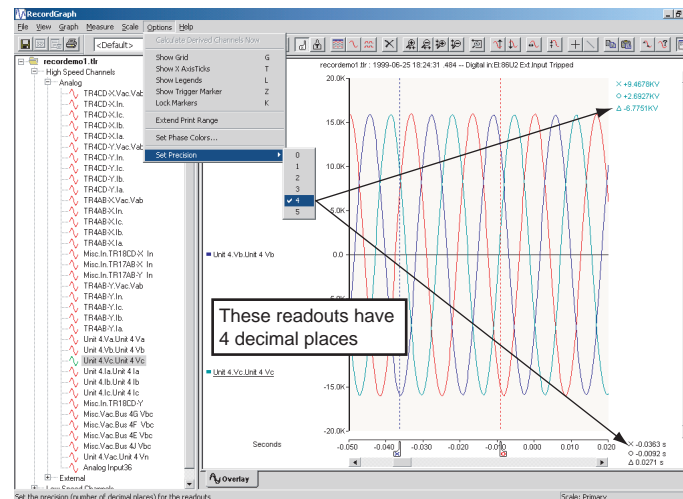 RecordGraph
File View Graph Measure Scale Options Help
<Default>
Calculate Derived Channels Now
Show Grid G
Show X AxisTicks T
Show Legends L
Show Trigger Marker Z
Lock Markers K
Extend Print Range
Set Phase Colors...
Set Precision
0
1
2
3
4
5
recordemo1.tlr
High Speed Channels
Analog
TR4CD-X.Vac.Vab
TR4CD-X.In.
TR4CD-X.Ic.
TR4CD-X.Ib.
TR4CD-X.Ia.
TR4CD-Y.Vac.Vab
TR4CD-Y.In.
TR4CD-Y.Ic.
TR4CD-Y.Ib.
TR4CD-Y.Ia.
TR4AB-X.Vac.Vab
TR4AB-X.In.
TR4AB-X.Ic.
TR4AB-X.Ib.
TR4AB-X.Ia.
Misc.In.TR18CD-X In
Misc.In.TR17AB-X In
Misc.In.TR17AB-Y In
TR4AB-Y.Vac.Vab
TR4AB-Y.In.
TR4AB-Y.Ic.
TR4AB-Y.Ib.
TR4AB-Y.Ia.
Unit 4.Va.Unit 4 Va
Unit 4.Vb.Unit 4 Vb
Unit 4.Vc.Unit 4 Vc
Unit 4.Ia.Unit 4 Ia
Unit 4.Ib.Unit 4 Ib
Unit 4.Ic.Unit 4 Ic
Misc.In.TR18CD-Y
Misc.Vac.Bus 4G Vbc
Misc.Vac.Bus 4F Vbc
Misc.Vac.Bus 4E Vbc
Misc.Vac.Bus 4J Vbc
Unit 4.Vac.Unit 4 Vn
Analog Input36
External
recordemo1.tlr : 1999-06-25 18:24:31 .484 -- Digital in.El:86U2 Ext.Input Tripped
20.0K
15.0K
10.0K
5.0K
0.0
-15.0K
-20.0K
× +9.4678KV
◇ +2.6927KV
Δ -6.7751KV
Unit 4.Vb.Unit 4 Vb
Unit 4.Vc.Unit 4 Vc
These readouts have
4 decimal places
Seconds
-0.050 -0.040 -0.030 -0.020 -0.010 0.000 0.010 0.020
× -0.0363 s
◇ -0.0092 s
Δ 0.0271 s
Overlay
Set the precision (number of decimal places) for the readouts
Scale: Primary